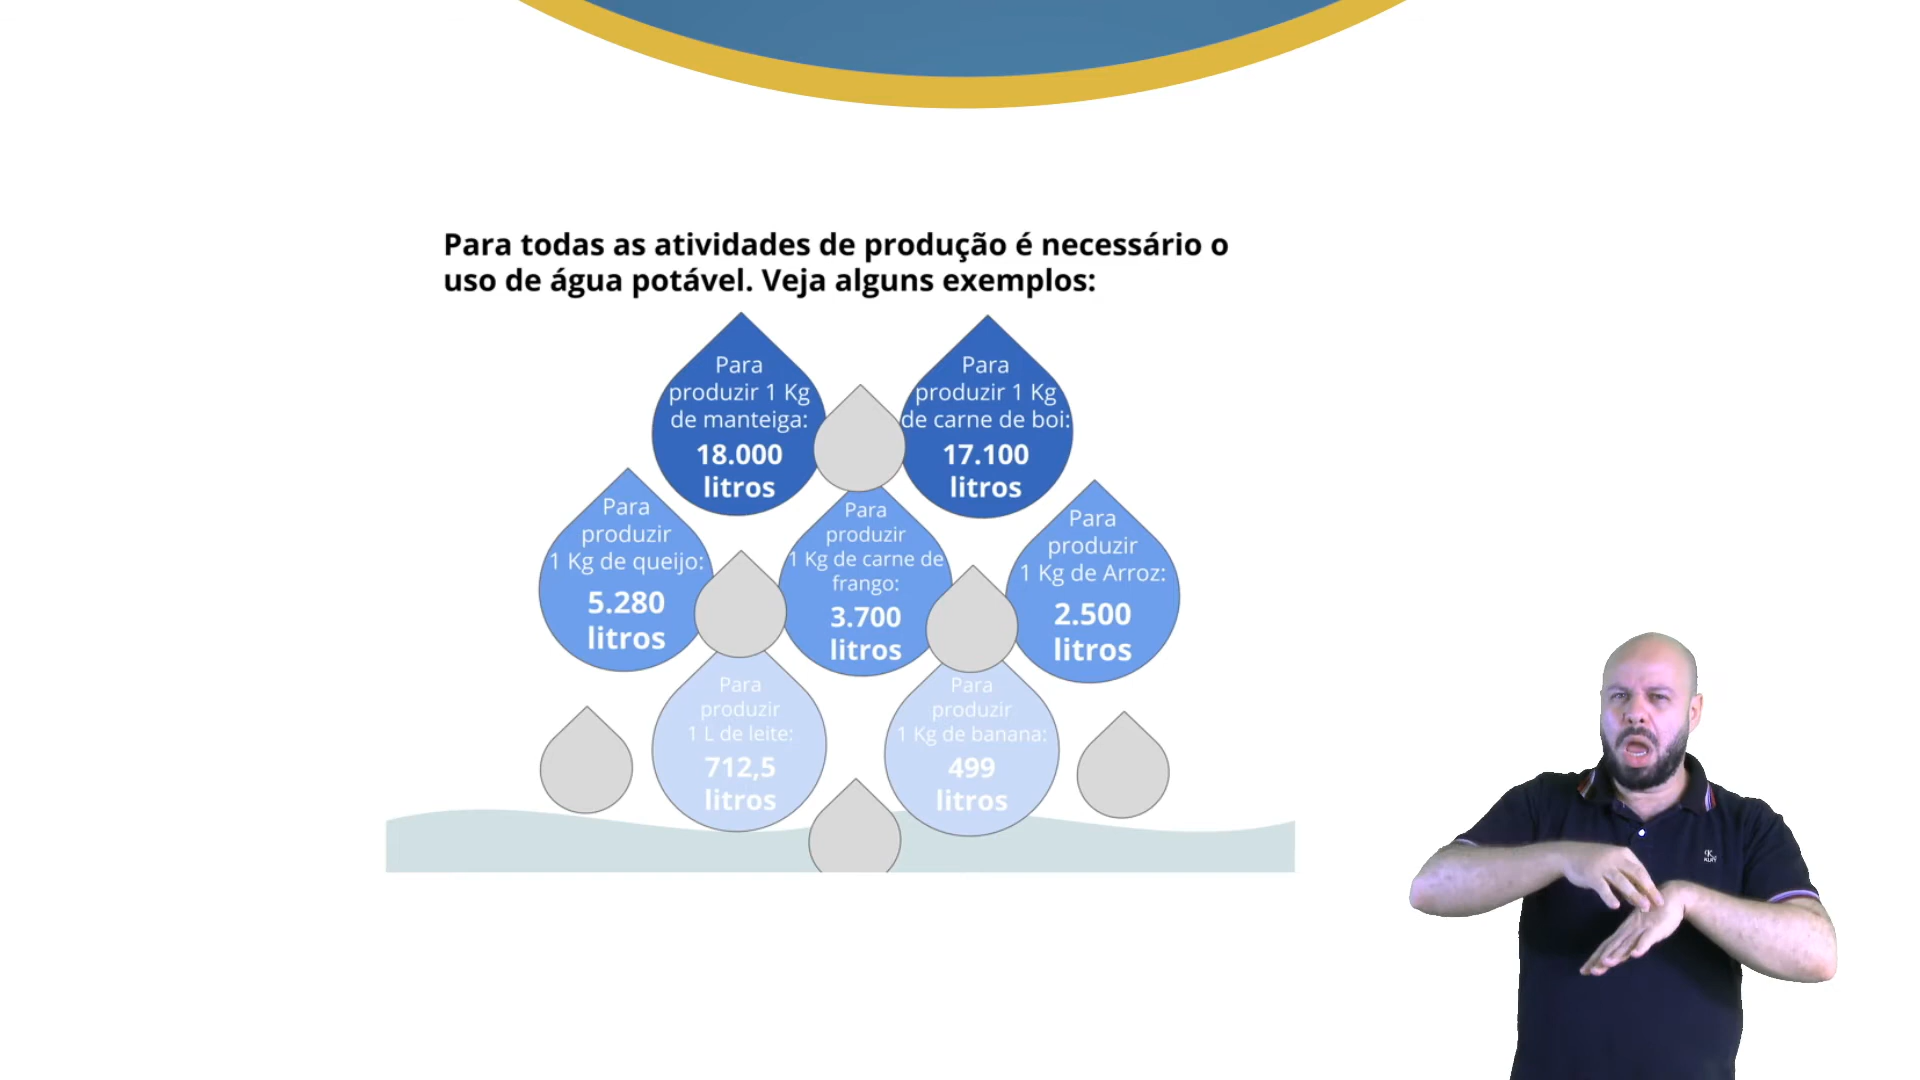 Para todas as atividades de produção é necessário o
uso de água potável. Veja alguns exemplos:
Para
produzir 1 Kg
de manteiga:
18.000
litros
Para
produzir 1 Kg
de carne de boi:
17.100
litros
Para
produzir
1 Kg de queijo:
5.280
litros
Para
produzir
1 Kg de carne de
frango:
3.700
litros
Para
produzir
1 Kg de Arroz:
2.500
litros
Para
produzir
1 L de leite:
712,5
litros
Para
produzir
1 Kg de banana:
499
litros